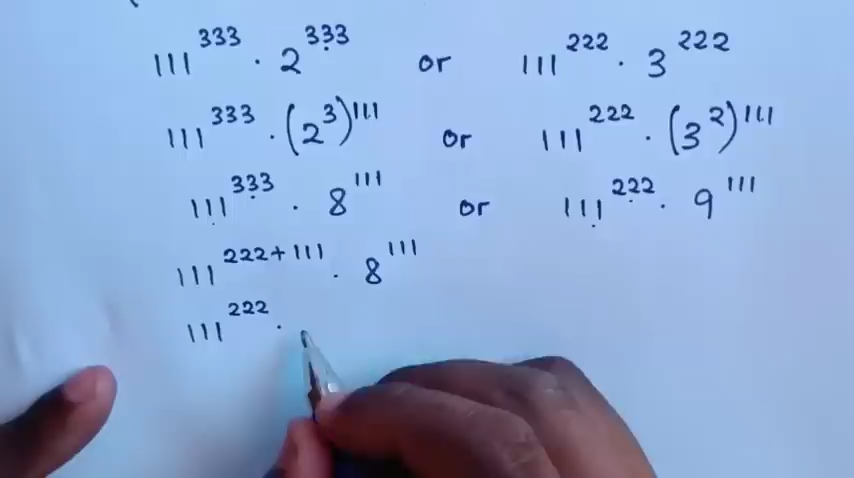 111^333 · 2^333 or 111^222 · 3^222
111^333 · (2^3)^111 or 111^222 · (3^2)^111
111^333 · 8^111 or 111^222 · 9^111
111^222+111 · 8^111
111^222 ·